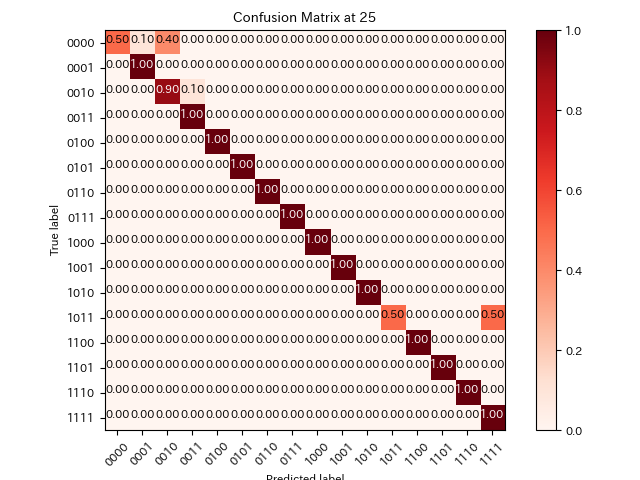 Confusion Matrix at 25
True label
0000 0.50 0.10 0.40 0.00 0.00 0.00 0.00 0.00 0.00 0.00 0.00 0.00 0.00 0.00 0.00 0.00
0001 0.00 1.00 0.00 0.00 0.00 0.00 0.00 0.00 0.00 0.00 0.00 0.00 0.00 0.00 0.00 0.00
0010 0.00 0.00 0.90 0.10 0.00 0.00 0.00 0.00 0.00 0.00 0.00 0.00 0.00 0.00 0.00 0.00
0011 0.00 0.00 0.00 1.00 0.00 0.00 0.00 0.00 0.00 0.00 0.00 0.00 0.00 0.00 0.00 0.00
0100 0.00 0.00 0.00 0.00 1.00 0.00 0.00 0.00 0.00 0.00 0.00 0.00 0.00 0.00 0.00 0.00
0101 0.00 0.00 0.00 0.00 0.00 1.00 0.00 0.00 0.00 0.00 0.00 0.00 0.00 0.00 0.00 0.00
0110 0.00 0.00 0.00 0.00 0.00 0.00 1.00 0.00 0.00 0.00 0.00 0.00 0.00 0.00 0.00 0.00
0111 0.00 0.00 0.00 0.00 0.00 0.00 0.00 1.00 0.00 0.00 0.00 0.00 0.00 0.00 0.00 0.00
1000 0.00 0.00 0.00 0.00 0.00 0.00 0.00 0.00 1.00 0.00 0.00 0.00 0.00 0.00 0.00 0.00
1001 0.00 0.00 0.00 0.00 0.00 0.00 0.00 0.00 0.00 1.00 0.00 0.00 0.00 0.00 0.00 0.00
1010 0.00 0.00 0.00 0.00 0.00 0.00 0.00 0.00 0.00 0.00 1.00 0.00 0.00 0.00 0.00 0.00
1011 0.00 0.00 0.00 0.00 0.00 0.00 0.00 0.00 0.00 0.00 0.00 0.50 0.00 0.00 0.00 0.50
1100 0.00 0.00 0.00 0.00 0.00 0.00 0.00 0.00 0.00 0.00 0.00 0.00 1.00 0.00 0.00 0.00
1101 0.00 0.00 0.00 0.00 0.00 0.00 0.00 0.00 0.00 0.00 0.00 0.00 0.00 1.00 0.00 0.00
1110 0.00 0.00 0.00 0.00 0.00 0.00 0.00 0.00 0.00 0.00 0.00 0.00 0.00 0.00 1.00 0.00
1111 0.00 0.00 0.00 0.00 0.00 0.00 0.00 0.00 0.00 0.00 0.00 0.00 0.00 0.00 0.00 1.00
0000 0001 0010 0011 0100 0101 0110 0111 1000 1001 1010 1011 1100 1101 1110 1111
Predicted label
1.0
0.8
0.6
0.4
0.2
0.0